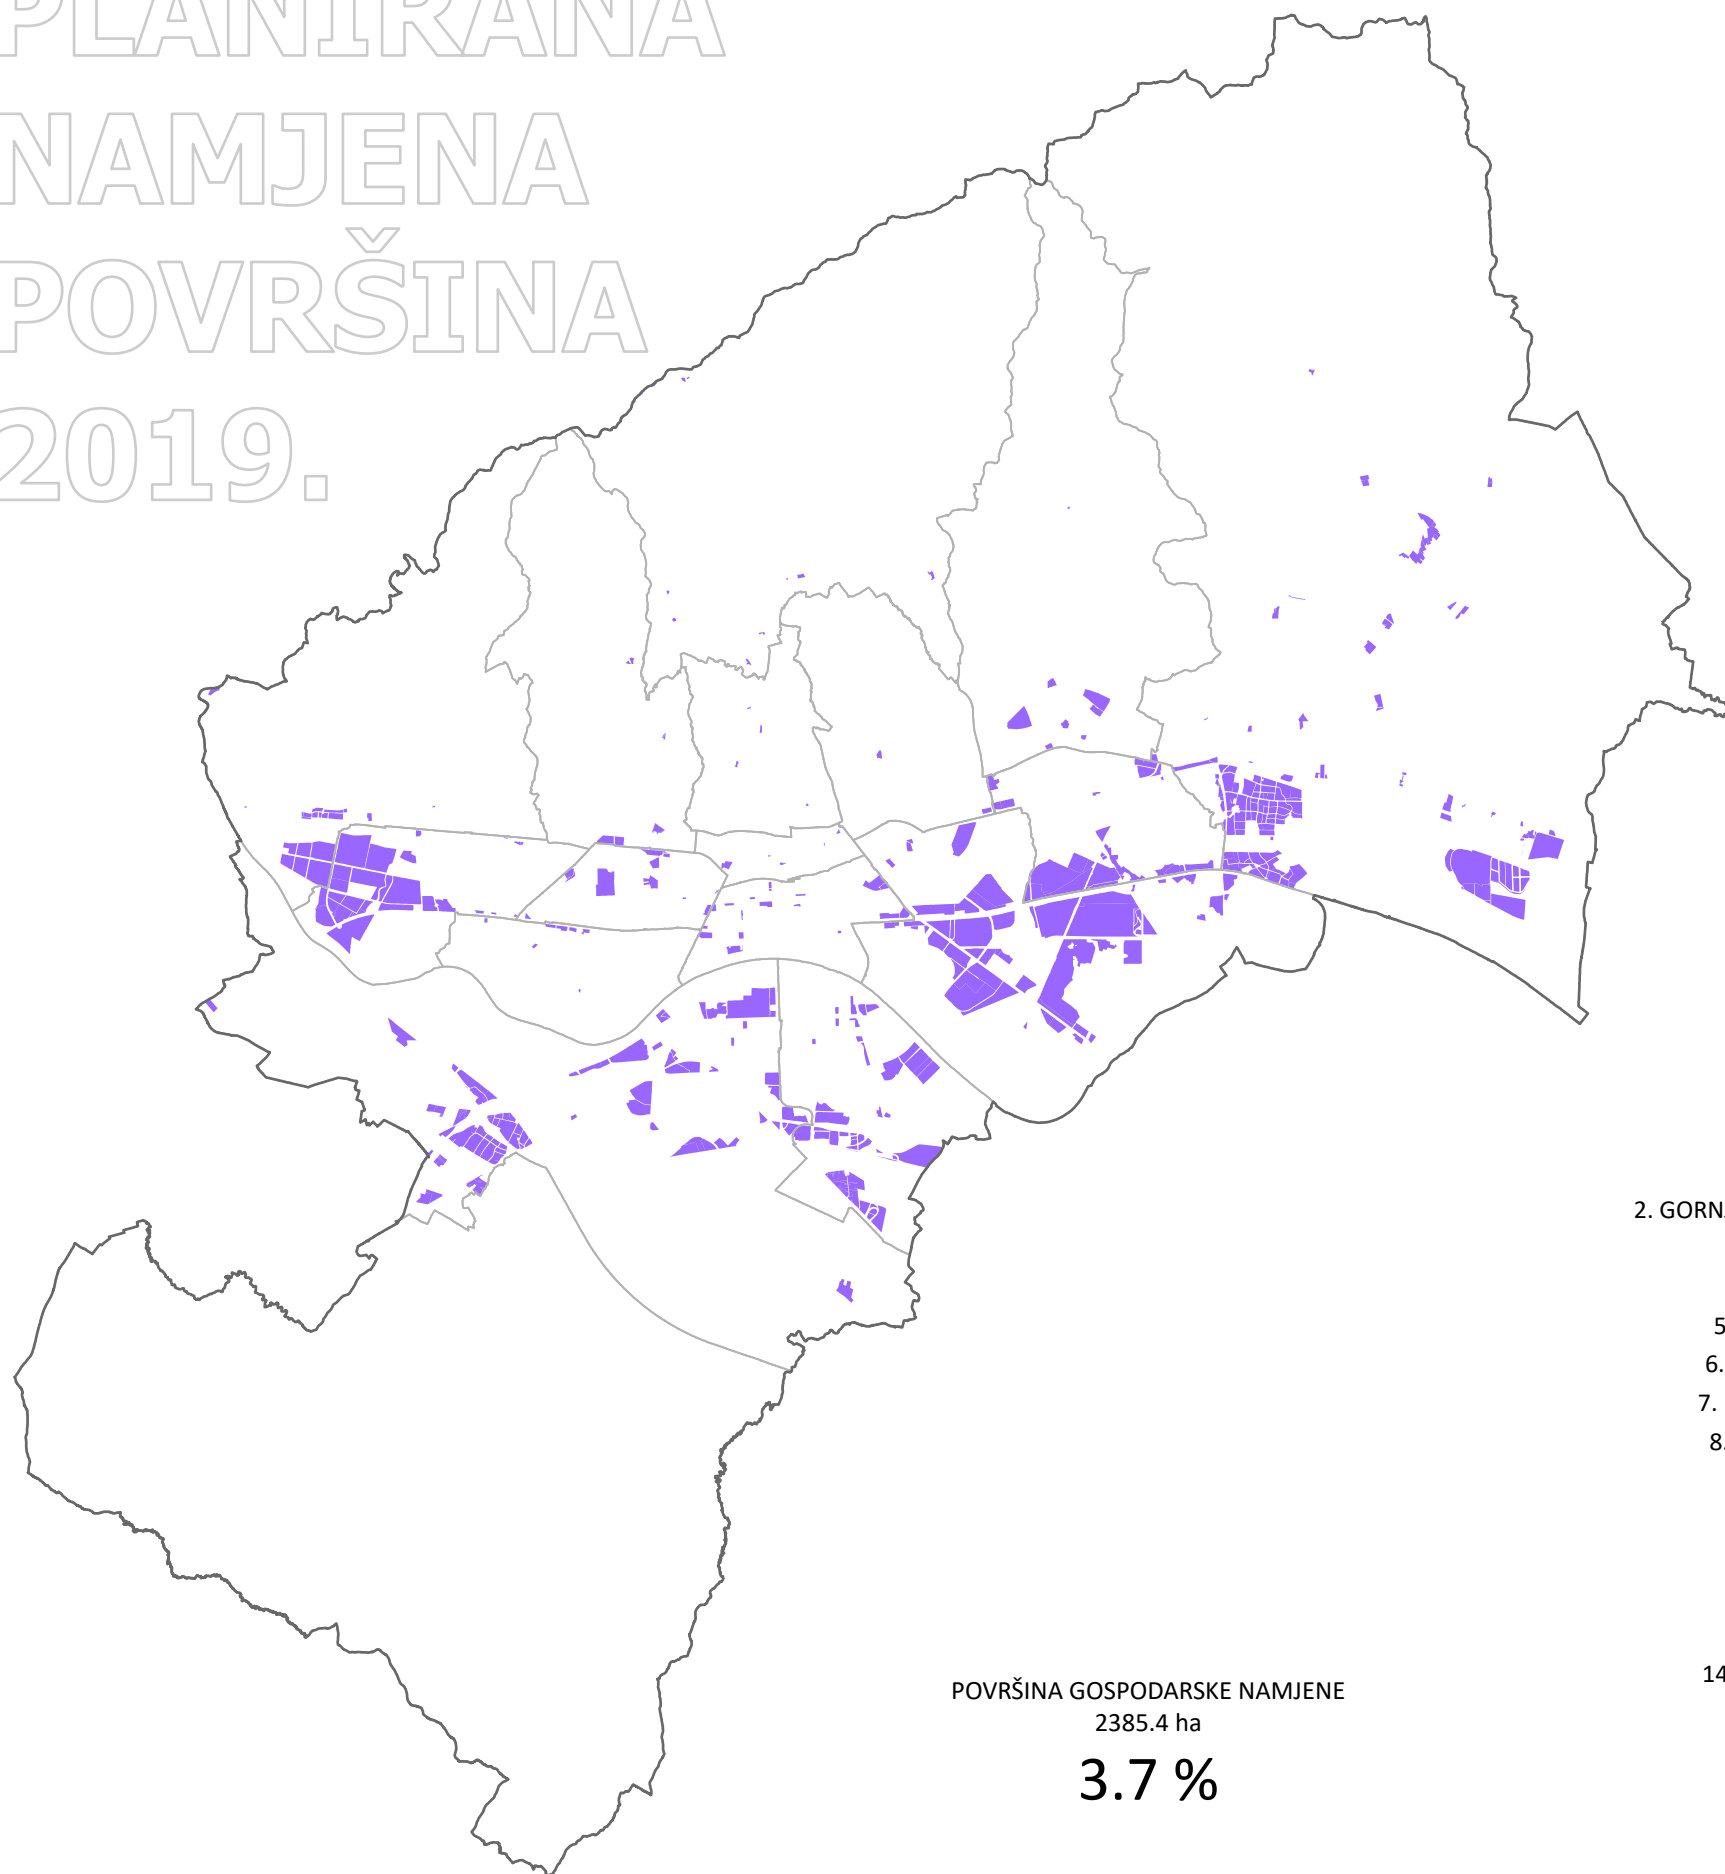 PLANIRANA
NAMJENA
POVRŠINA
2019.
2. GORN
5
6.
7.
8.
14
POVRŠINA GOSPODARSKE NAMJENE
2385.4 ha
3.7 %